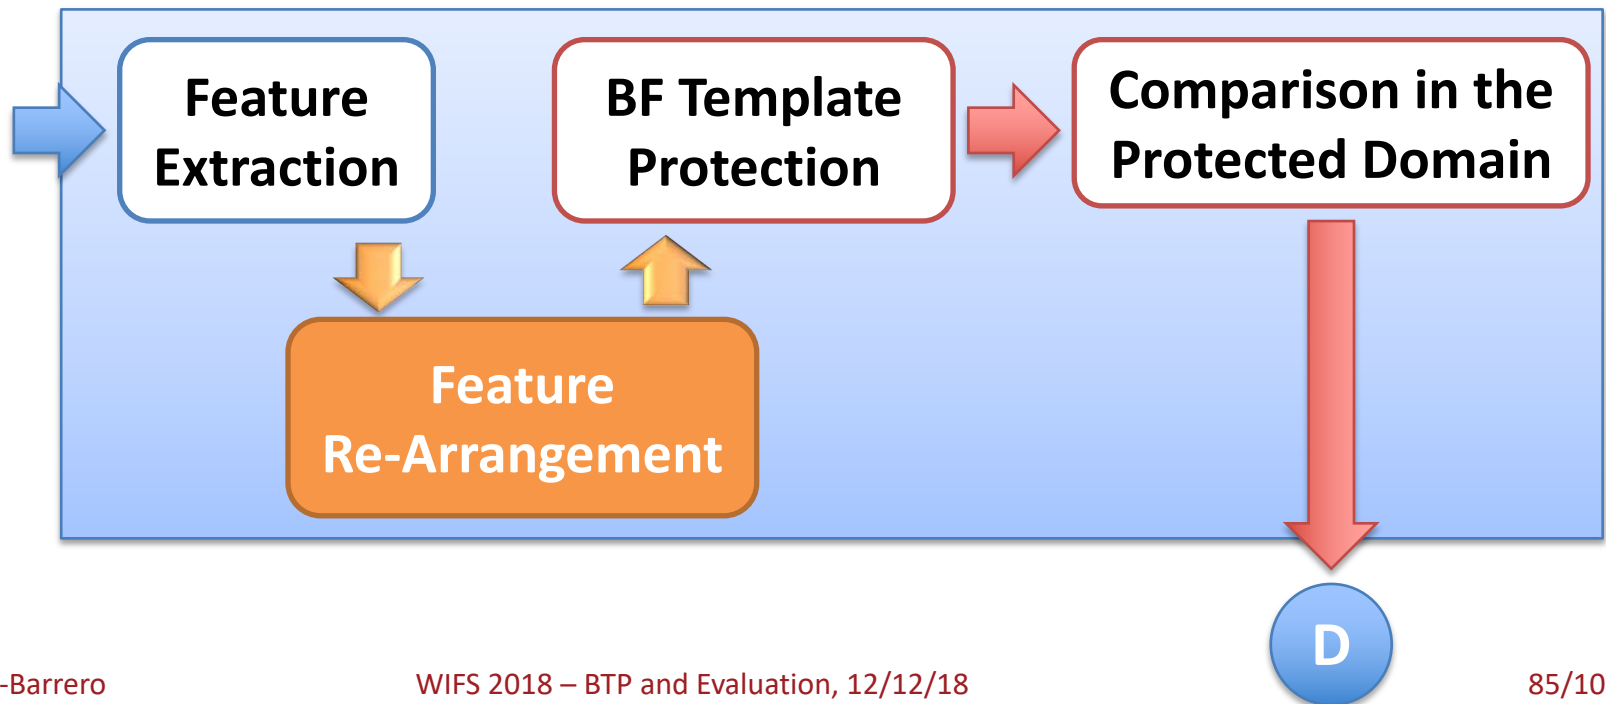 Feature
Extraction
BF Template
Protection
Comparison in the
Protected Domain
Feature
Re-Arrangement
D
-Barrero
WIFS 2018 – BTP and Evaluation, 12/12/18
85/10